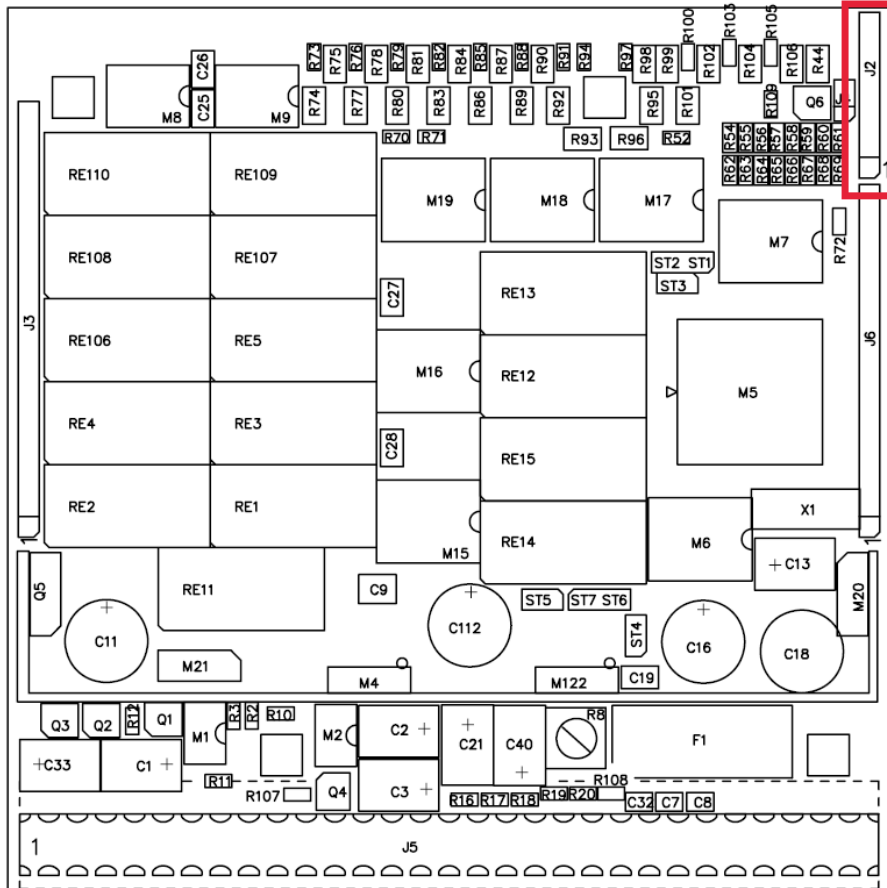 R100
R103
R105
R73
R75
R76
R78
R79
R81
R82
R84
R85
R87
R88
R90
R91
R94
R97
R98
R99
R102
R104
R106
R44
J2
C26
C25
M8
M9
R74
R77
R80
R83
R86
R89
R92
R95
R101
R109
Q6
R70
R71
R93
R96
R52
R54
R55
R56
R57
R58
R59
R60
R61
R62
R63
R64
R65
R66
R67
R68
R69
1
RE110
RE109
M19
M18
M17
M7
R72
RE108
RE107
ST2 ST1
ST3
C27
RE13
J3
RE106
RE5
M16
RE12
M5
J6
RE4
RE3
C28
RE15
RE2
RE1
M15
RE14
M6
X1
1
1
Q5
RE11
C9
ST5
ST7 ST6
+ C13
M20
+
C11
+
C112
ST4
+
C16
C18
M21
M4
M122
C19
Q3
Q2
R12
Q1
M1
R3
R2
R10
M2
C2 +
+
C21
C40
+
R8
F1
+C33
C1 +
R11
R107
Q4
C3 +
R16
R17
R18
R19
R20
R108
C32
C7
C8
1
J5